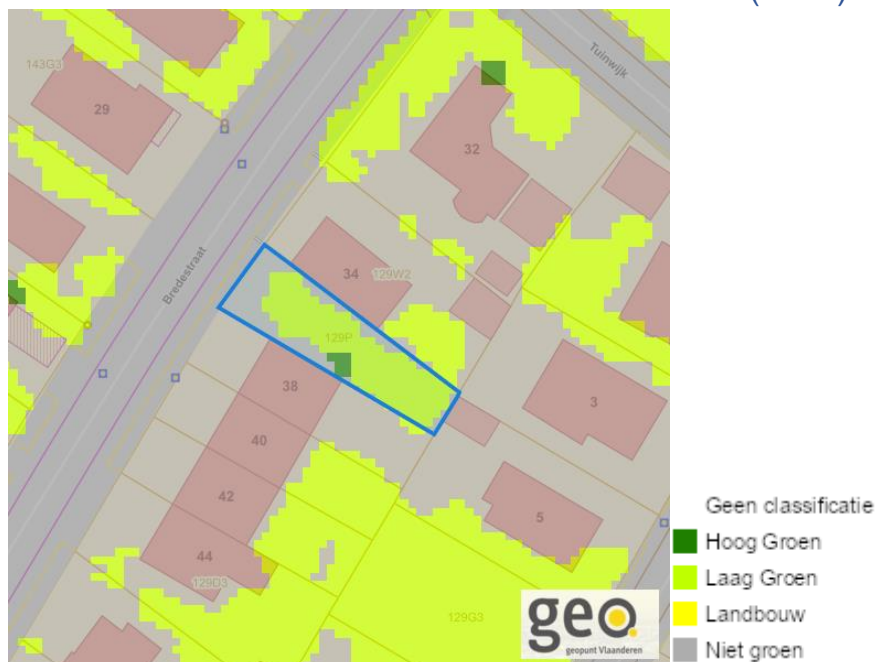 143G3
29
Tuinwijk
32
Bredestraat
34
129W2
129P
38
40
42
44
129D3
3
5
129G3
geo
geopunt Vlaanderen
Geen classificatie
Hoog Groen
Laag Groen
Landbouw
Niet groen